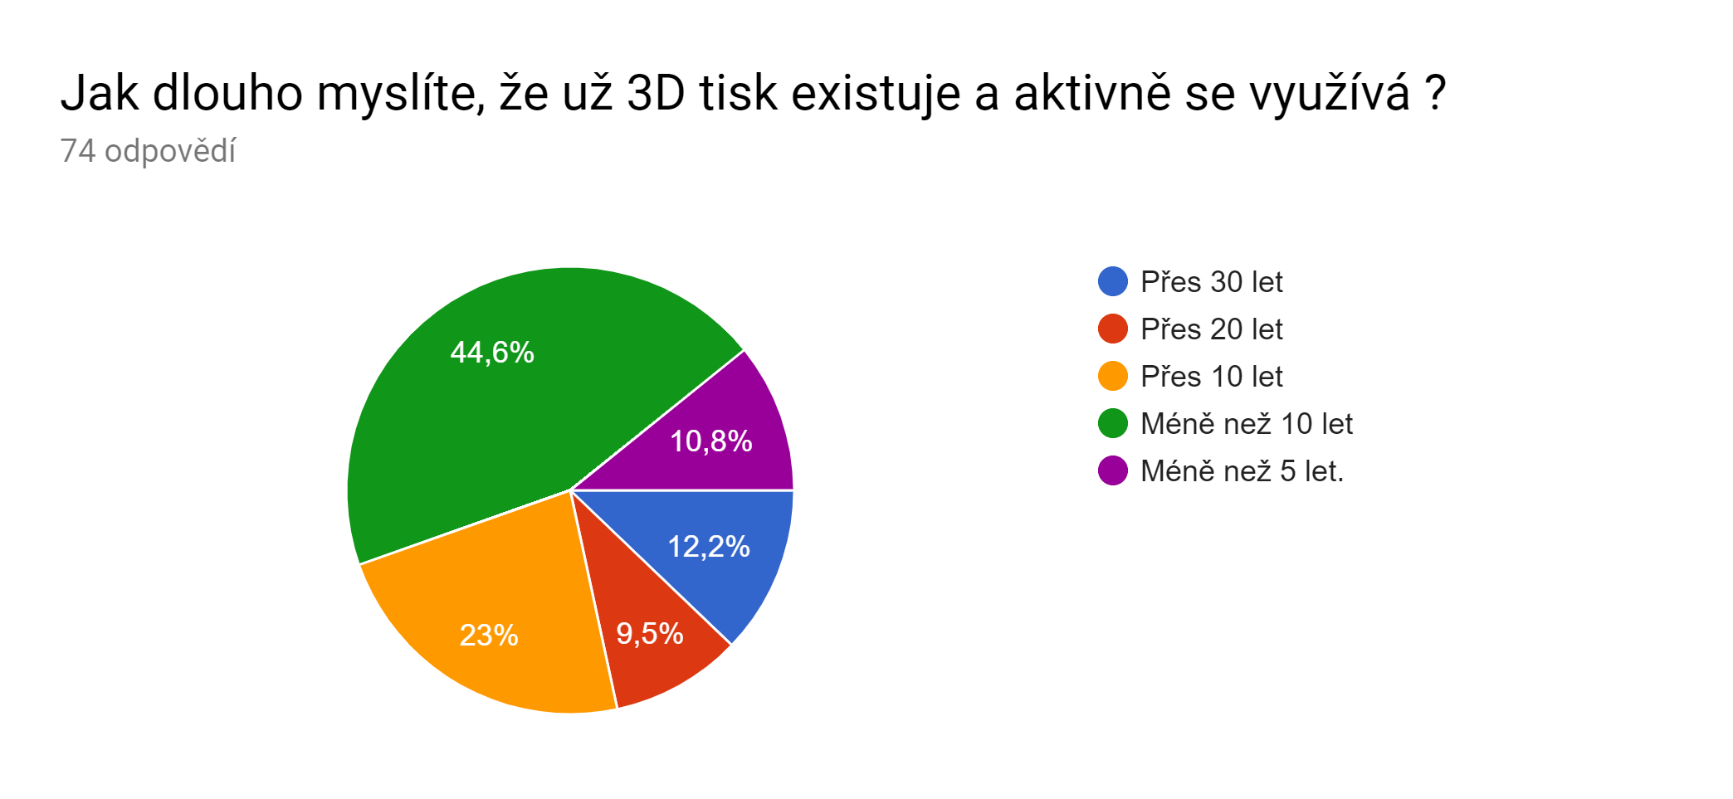 Jak dlouho myslíte, že už 3D tisk existuje a aktivně se využívá ?
74 odpovědí
44,6%
10,8%
12,2%
23%
9,5%
Přes 30 let
Přes 20 let
Přes 10 let
Méně než 10 let
Méně než 5 let.